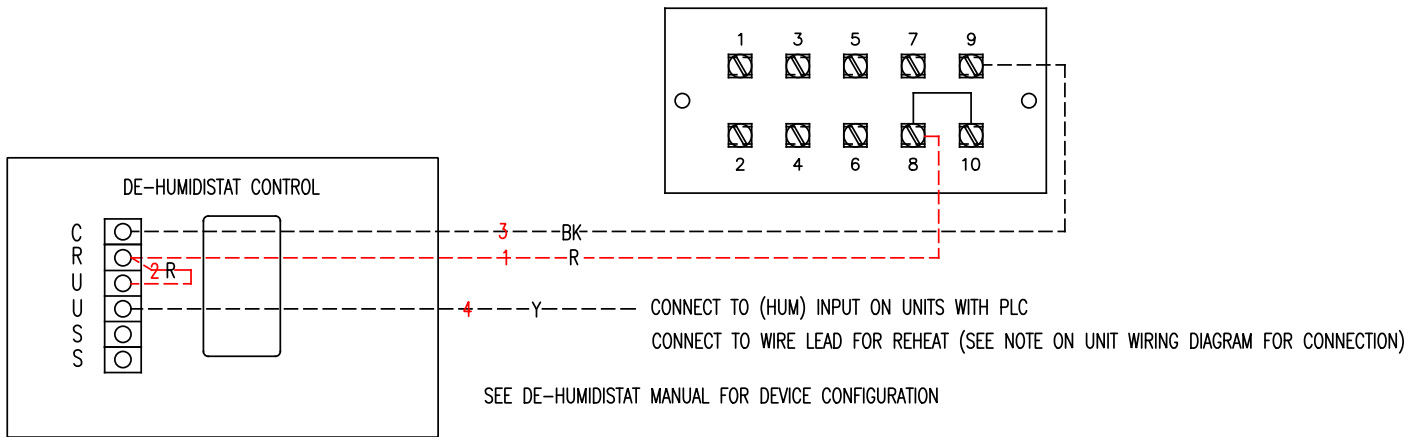 1 3 5 7 9
2 4 6 8 10
DE-HUMIDISTAT CONTROL
C
R
U
U
S
S
3 BK
1 R
2 R
4 Y
CONNECT TO (HUM) INPUT ON UNITS WITH PLC
CONNECT TO WIRE LEAD FOR REHEAT (SEE NOTE ON UNIT WIRING DIAGRAM FOR CONNECTION)
SEE DE-HUMIDISTAT MANUAL FOR DEVICE CONFIGURATION